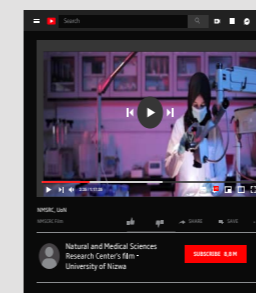 Search
NMSRC, UoN
NMSRC Film
SHARE
SAVE
Natural and Medical Sciences
Research Center's film -
University of Nizwa
SUBSCRIBE 8,8M